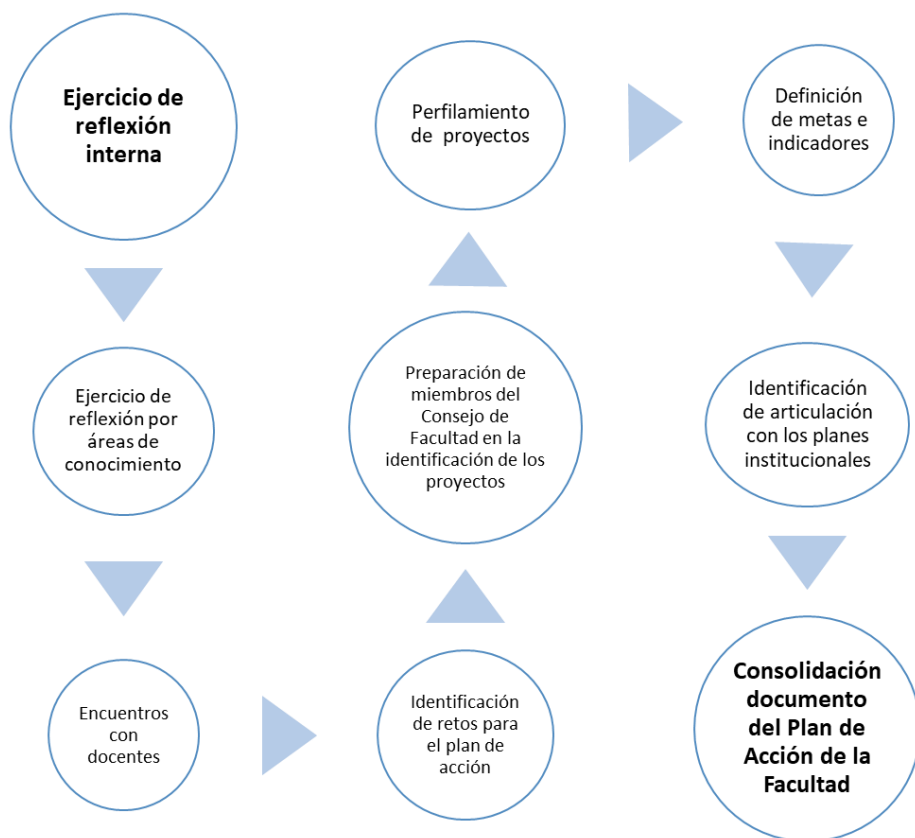 Ejercicio de
reflexión
interna
Ejercicio de
reflexión por
áreas de
conocimiento
Encuentros
con
docentes
Identificación
de retos para
el plan de
acción
Preparación de
miembros del
Consejo de
Facultad en la
identificación de los
proyectos
Perfilamiento
de proyectos
Definición
de metas e
indicadores
Identificación
de articulación
con los planes
institucionales
Consolidación
documento
del Plan de
Acción de la
Facultad